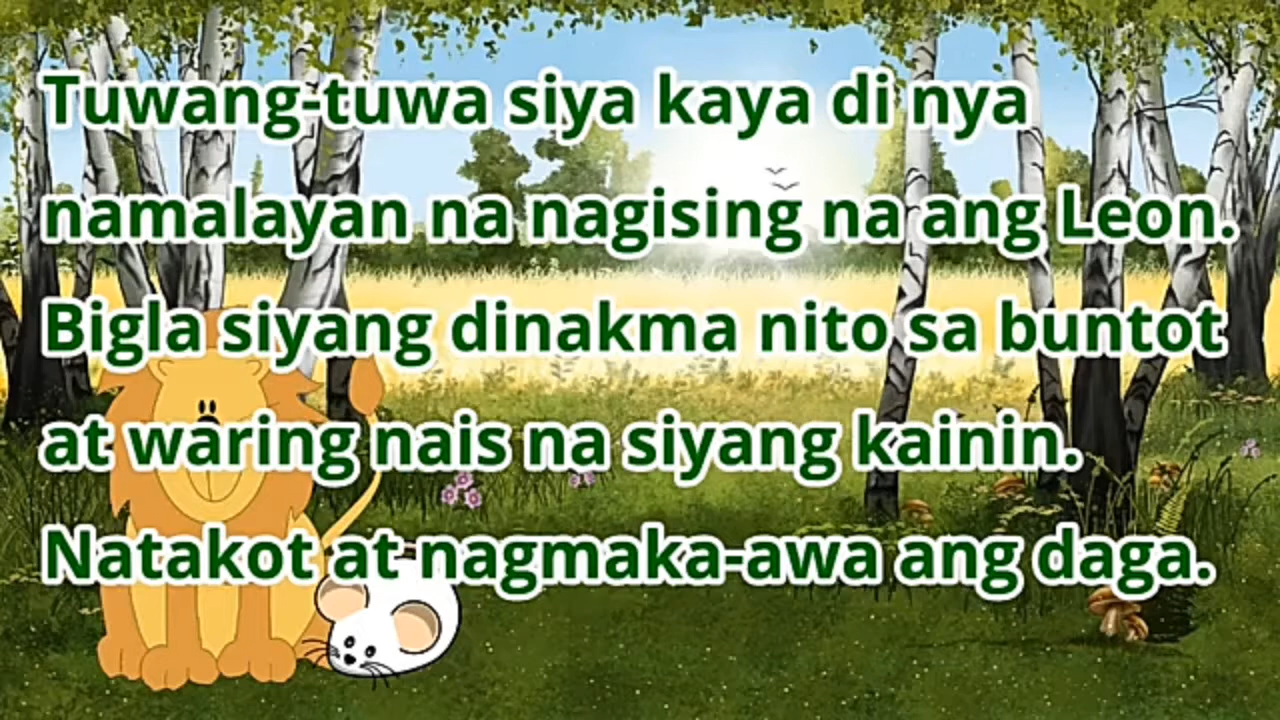 Tuwang-tuwa siya kaya di nya
namalayan na nagising na ang Leon.
Bigla siyang dinakma nito sa buntot
at waring nais na siyang kainin.
Natakot at nagmaka-awa ang daga.